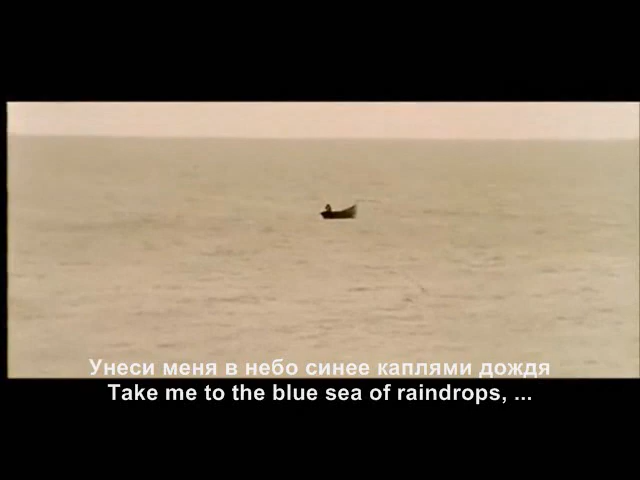 Унеси меня в небо синее каплями дождя
Take me to the blue sea of raindrops, ...